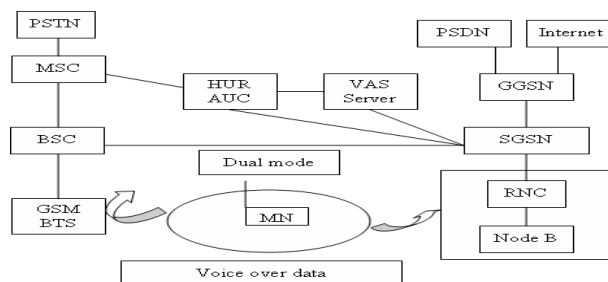 PSTN
PSDN
Internet
MSC
HUR
AUC
VAS
Server
GGSN
BSC
SGSN
Dual mode
GSM
BTS
MN
RNC
Node B
Voice over data